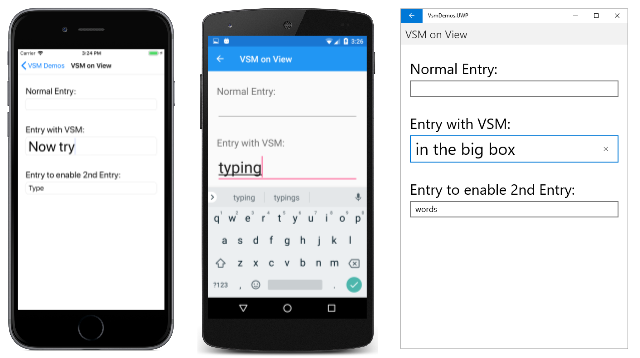 Carrier 3:24 PM
VSM Demos VSM on View
Normal Entry:
Entry with VSM:
Now try
Entry to enable 2nd Entry:
Type
3:26
VSM on View
Normal Entry:
Entry with VSM:
typing
typing typings
q w e r t y u i o p
a s d f g h j k l
z x c v b n m
?123 , .
VsmDemos.UWP
VSM on View
Normal Entry:
Entry with VSM:
in the big box
Entry to enable 2nd Entry:
words